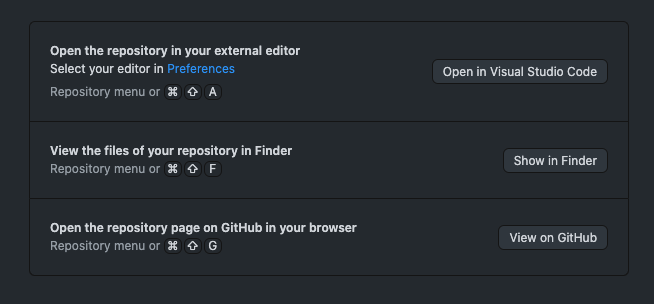 Open the repository in your external editor
Select your editor in Preferences
Repository menu or ⌘ ⇧ A
Open in Visual Studio Code
View the files of your repository in Finder
Repository menu or ⌘ ⇧ F
Show in Finder
Open the repository page on GitHub in your browser
Repository menu or ⌘ ⇧ G
View on GitHub